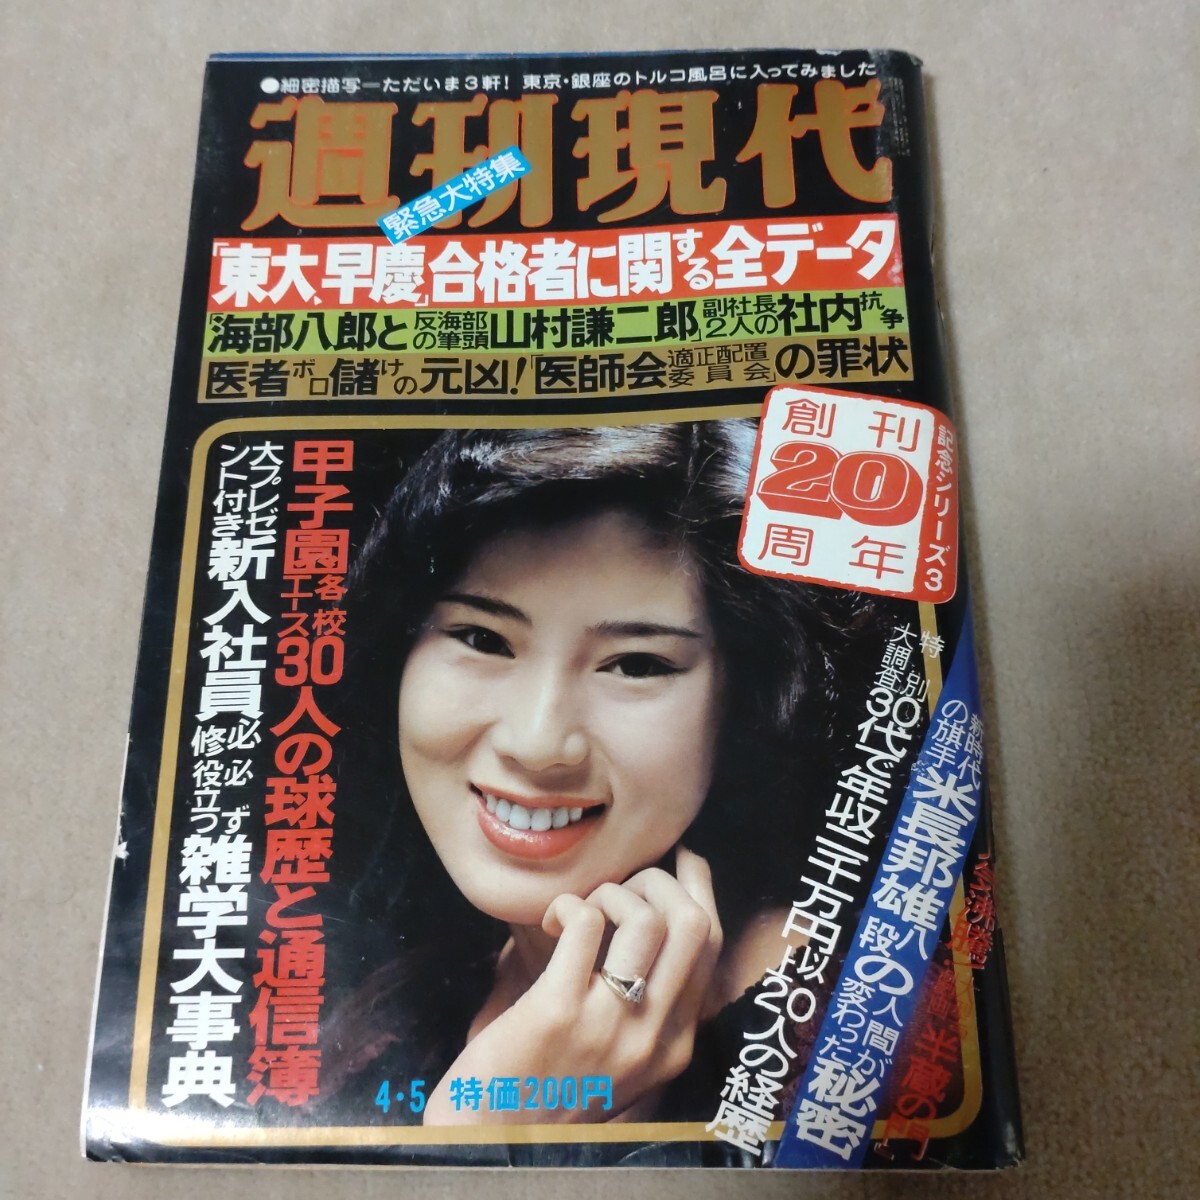 ●細密描写―ただいま3軒!東京・銀座のトルコ風呂に入ってみました
週刊現代
緊急大特集
「東大、早慶」合格者に関する全データ
「海部八郎と反海部の筆頭山村謙二郎」副社長2人の社内抗争
医者ボロ儲けの元凶!「医師会適正配置委員会」の罪状
創刊
20
周年
記念シリーズ3
甲子園各校エース30人の球歴と通信簿
大プレゼント付き新入社員必修必ず役立つ雑学大事典
特別大調査30代で年収二千万円以上20人の経歴
新時代の旗手米長邦雄八段の人間が変わった秘密
半蔵の門」
4・5 特価200円